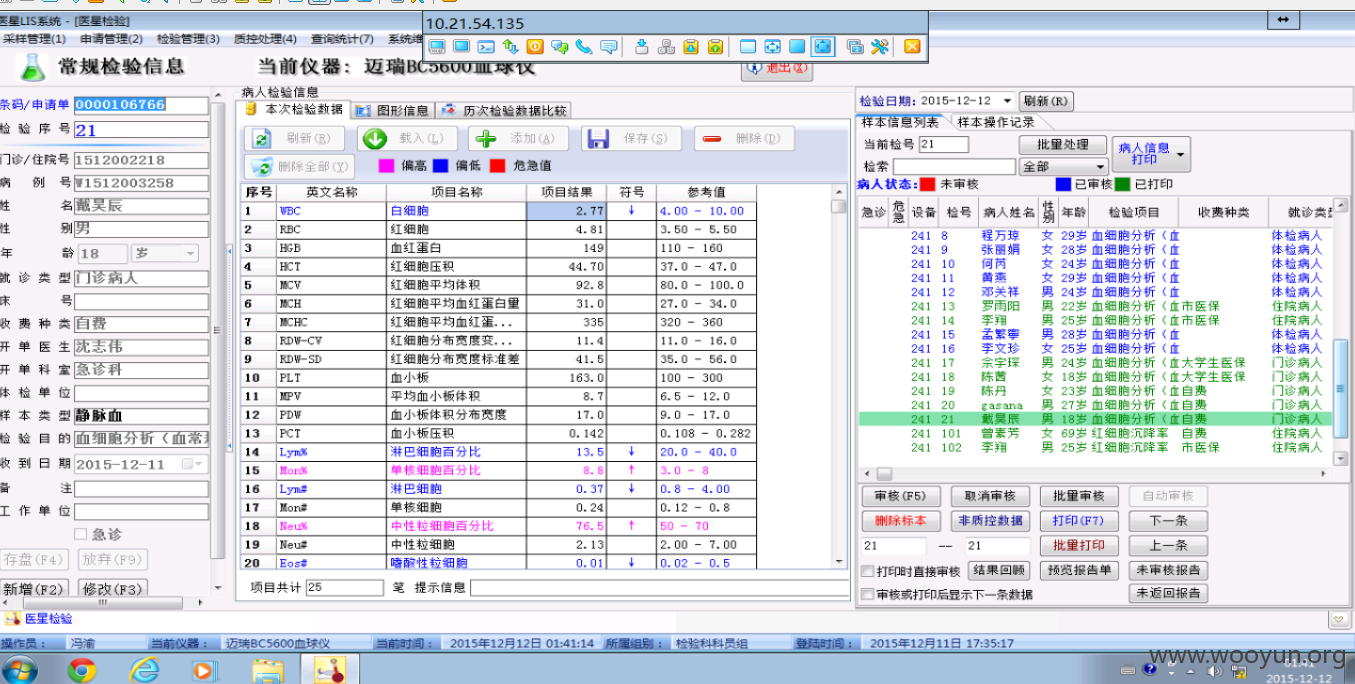 医星LIS系统 - [医星检验]
10.21.54.135
采样管理(1) 申请管理(2) 检验管理(3) 质控处理(4) 查询统计(7) 系统维
常规检验信息 当前仪器: 迈瑞BC5600血球仪 退出(X)
条码/申请单 0000106766
检验序号 21
门诊/住院号 1512002218
病例号 W1512003258
姓名 戴昊辰
性别 男
年龄 18 岁
就诊类型 门诊病人
床号
收费种类 自费
开单医生 沈志伟
开单科室 急诊科
体检单位
样本类型 静脉血
检验目的 血细胞分析(血常规
收到日期 2015-12-11
备注
工作单位
急诊
存盘(F4) 放弃(F9)
新增(F2) 修改(F3)
病人检验信息
本次检验数据 图形信息 历次检验数据比较
刷新(R) 载入(L) 添加(A) 保存(S) 删除(D)
删除全部(Y) 偏高 偏低 危急值
序号 英文名称 项目名称 项目结果 符号 参考值
1 WBC 白细胞 2.77 ↓ 4.00 - 10.00
2 RBC 红细胞 4.81 3.50 - 5.50
3 HGB 血红蛋白 149 110 - 160
4 HCT 红细胞压积 44.70 37.0 - 47.0
5 MCV 红细胞平均体积 92.8 80.0 - 100.0
6 MCH 红细胞平均血红蛋白量 31.0 27.0 - 34.0
7 MCHC 红细胞平均血红蛋... 335 320 - 360
8 RDW-CV 红细胞分布宽度变... 11.4 11.0 - 16.0
9 RDW-SD 红细胞分布宽度标准差 41.5 35.0 - 56.0
10 PLT 血小板 163.0 100 - 300
11 MPV 平均血小板体积 8.7 6.5 - 12.0
12 PDW 血小板体积分布宽度 17.0 9.0 - 17.0
13 PCT 血小板压积 0.142 0.108 - 0.282
14 Lym% 淋巴细胞百分比 13.5 ↓ 20.0 - 40.0
15 Mon% 单核细胞百分比 8.8 ↑ 3.0 - 8
16 Lym# 淋巴细胞 0.37 ↓ 0.8 - 4.00
17 Mon# 单核细胞 0.24 0.12 - 0.8
18 Neu% 中性粒细胞百分比 76.5 ↑ 50 - 70
19 Neu# 中性粒细胞 2.13 2.00 - 7.00
20 Eos# 嗜酸性粒细胞 0.01 ↓ 0.02 - 0.5
项目共计 25 笔 提示信息
检验日期: 2015-12-12 刷新(R)
样本信息列表 样本操作记录
当前检号 21 批量处理 病人信息打印
检索 全部
病人状态: 未审核 已审核 已打印
急诊 危急 设备 检号 病人姓名 性别 年龄 检验项目 收费种类 就诊类型
241 8 程万琼 女 29岁 血细胞分析(血 体检病人
241 9 张丽娟 女 28岁 血细胞分析(血 体检病人
241 10 何芮 女 24岁 血细胞分析(血 体检病人
241 11 黄燕 女 29岁 血细胞分析(血 体检病人
241 12 邓关祥 男 24岁 血细胞分析(血 体检病人
241 13 罗雨阳 男 22岁 血细胞分析(血 市医保 住院病人
241 14 李翔 男 25岁 血细胞分析(血 市医保 住院病人
241 15 孟繁寧 男 28岁 血细胞分析(血 体检病人
241 16 李文珍 女 25岁 血细胞分析(血 体检病人
241 17 余宇琛 男 24岁 血细胞分析(血 大学生医保 门诊病人
241 18 陈茜 女 18岁 血细胞分析(血 大学生医保 门诊病人
241 19 陈丹 女 23岁 血细胞分析(血 自费 门诊病人
241 20 gasana 男 27岁 血细胞分析(血 自费 门诊病人
241 21 戴昊辰 男 18岁 血细胞分析(血 自费 门诊病人
241 101 曾素芳 女 69岁 红细胞沉降率 自费 住院病人
241 102 李翔 男 25岁 红细胞沉降率 市医保 住院病人
审核(F5) 取消审核 批量审核 自动审核
删除标本 非质控数据 打印(F7) 下一条
21 -- 21 批量打印 上一条
打印时直接审核 结果回顾 预览报告单 未审核报告
审核或打印后显示下一条数据 未返回报告
医星检验
操作员: 冯渝 当前仪器: 迈瑞BC5600血球仪 当前时间: 2015年12月12日 01:41:14 所属组别: 检验科科员组 登陆时间: 2015年12月11日 17:35:17
www.wooyun.org
01:41
2015-12-12